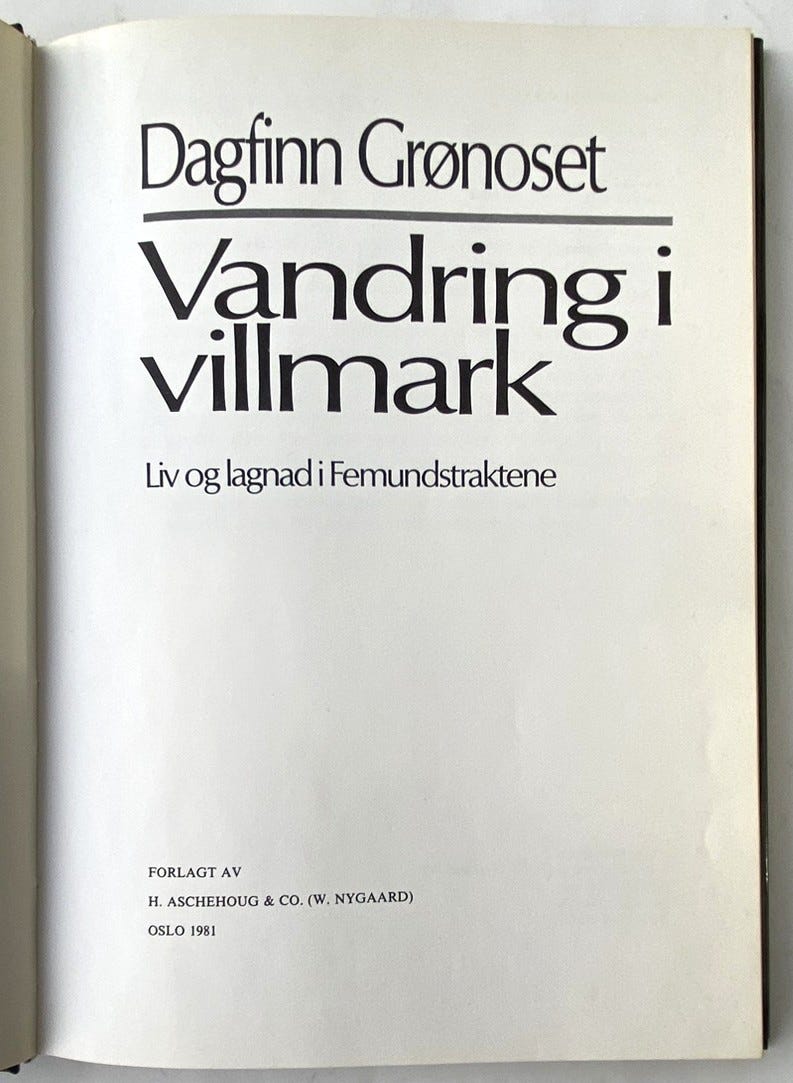 Dagfinn Grønoset
Vandring i
villmark
Liv og lagnad i Femundstraktene
FORLAGT AV
H. ASCHEHOUG & CO. (W. NYGAARD)
OSLO 1981